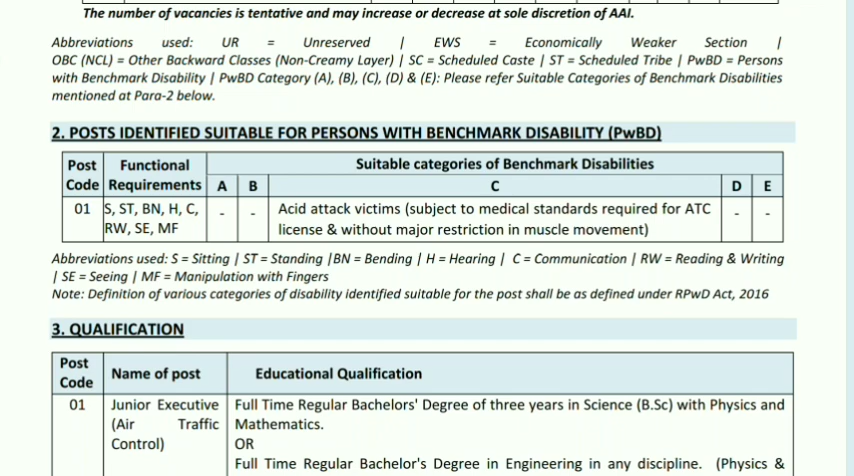 The number of vacancies is tentative and may increase or decrease at sole discretion of AAI.
Abbreviations used: UR = Unreserved | EWS = Economically Weaker Section |
OBC (NCL) = Other Backward Classes (Non-Creamy Layer) | SC = Scheduled Caste | ST = Scheduled Tribe | PwBD = Persons
with Benchmark Disability | PwBD Category (A), (B), (C), (D) & (E): Please refer Suitable Categories of Benchmark Disabilities
mentioned at Para-2 below.
2. POSTS IDENTIFIED SUITABLE FOR PERSONS WITH BENCHMARK DISABILITY (PwBD)
Post Functional Suitable categories of Benchmark Disabilities
Code Requirements A B C D E
01 S, ST, BN, H, C, - - Acid attack victims (subject to medical standards required for ATC - -
RW, SE, MF license & without major restriction in muscle movement)
Abbreviations used: S = Sitting | ST = Standing |BN = Bending | H = Hearing | C = Communication | RW = Reading & Writing
| SE = Seeing | MF = Manipulation with Fingers
Note: Definition of various categories of disability identified suitable for the post shall be as defined under RPwD Act, 2016
3. QUALIFICATION
Post
Code Name of post Educational Qualification
01 Junior Executive Full Time Regular Bachelors' Degree of three years in Science (B.Sc) with Physics and
(Air Traffic Mathematics.
Control) OR
Full Time Regular Bachelor's Degree in Engineering in any discipline. (Physics &